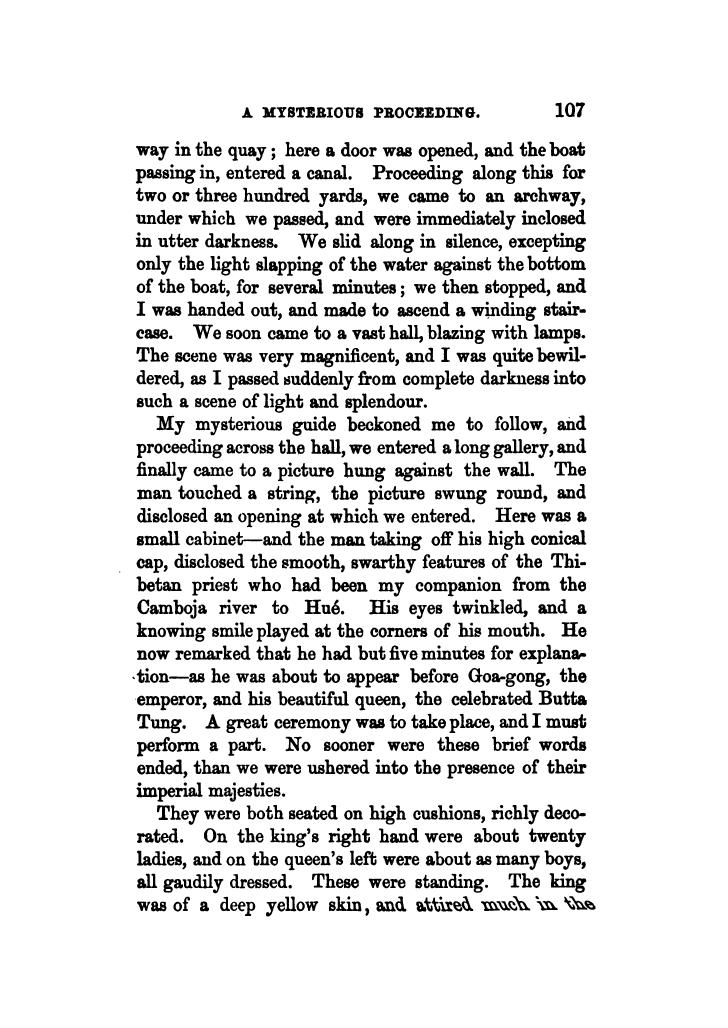 A MYSTERIOUS PROCEEDING. 107
way in the quay; here a door was opened, and the boat
passing in, entered a canal. Proceeding along this for
two or three hundred yards, we came to an archway,
under which we passed, and were immediately inclosed
in utter darkness. We slid along in silence, excepting
only the light slapping of the water against the bottom
of the boat, for several minutes; we then stopped, and
I was handed out, and made to ascend a winding stair-
case. We soon came to a vast hall, blazing with lamps.
The scene was very magnificent, and I was quite bewil-
dered, as I passed suddenly from complete darkness into
such a scene of light and splendour.
My mysterious guide beckoned me to follow, and
proceeding across the hall, we entered a long gallery, and
finally came to a picture hung against the wall. The
man touched a string, the picture swung round, and
disclosed an opening at which we entered. Here was a
small cabinet—and the man taking off his high conical
cap, disclosed the smooth, swarthy features of the Thi-
betan priest who had been my companion from the
Camboja river to Hué. His eyes twinkled, and a
knowing smile played at the corners of his mouth. He
now remarked that he had but five minutes for explana-
tion—as he was about to appear before Goa-gong, the
emperor, and his beautiful queen, the celebrated Butta
Tung. A great ceremony was to take place, and I must
perform a part. No sooner were these brief words
ended, than we were ushered into the presence of their
imperial majesties.
They were both seated on high cushions, richly deco-
rated. On the king's right hand were about twenty
ladies, and on the queen's left were about as many boys,
all gaudily dressed. These were standing. The king
was of a deep yellow skin, and attired much in the